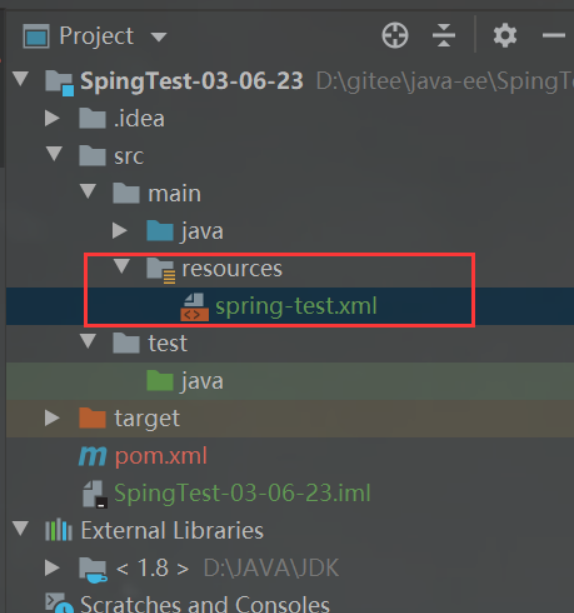 Project
SpingTest-03-06-23 D:\gitee\java-ee\SpingTe
.idea
src
main
java
resources
spring-test.xml
test
java
target
pom.xml
SpingTest-03-06-23.iml
External Libraries
< 1.8 > D:\JAVA\JDK
Scratches and Consoles